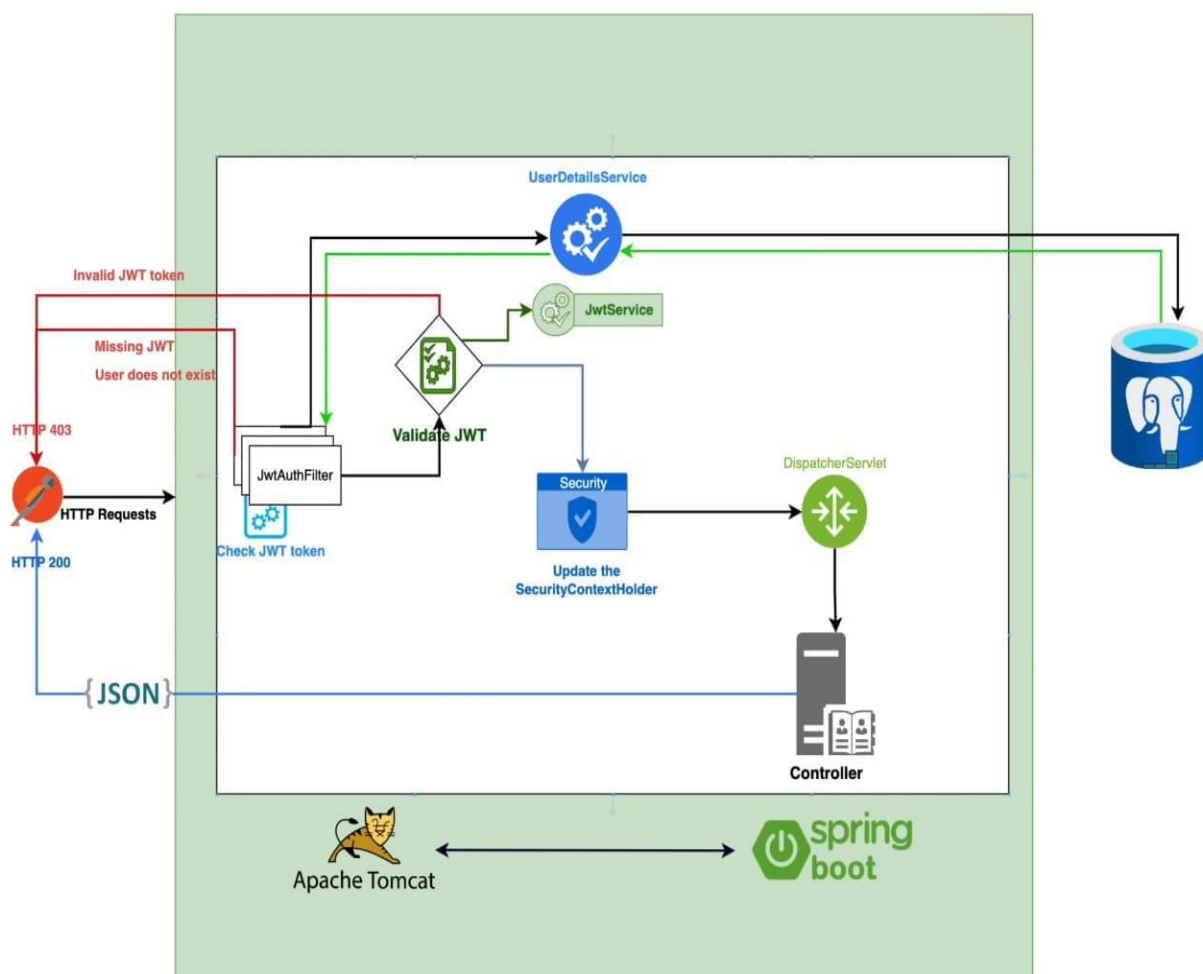 UserDetailsService
Invalid JWT token
JwtService
Missing JWT
User does not exist
HTTP 403
Validate JWT
JwtAuthFilter
DispatcherServlet
Security
HTTP Requests
Check JWT token
HTTP 200
Update the
SecurityContextHolder
{JSON}
Controller
Apache Tomcat
spring
boot